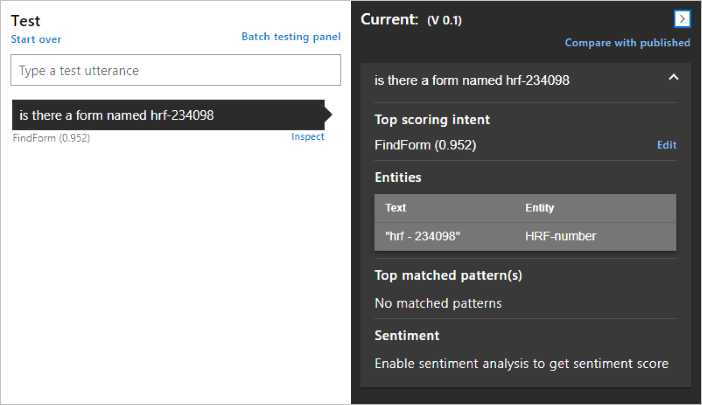 Test
Start over
Batch testing panel
Type a test utterance
is there a form named hrf-234098
FindForm (0.952)
Inspect
Current: (V 0.1)
Compare with published
is there a form named hrf-234098
Top scoring intent
FindForm (0.952)
Edit
Entities
Text Entity
"hrf - 234098" HRF-number
Top matched pattern(s)
No matched patterns
Sentiment
Enable sentiment analysis to get sentiment score